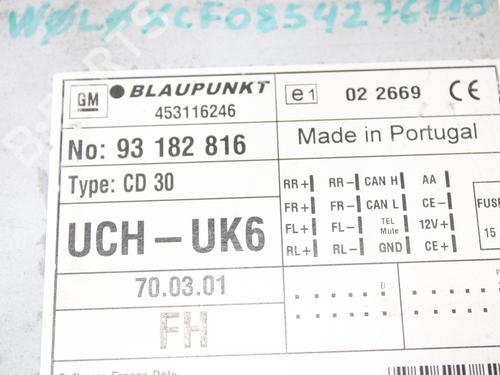 WØLØXCF0854276110
GM BLAUPUNKT
453116246
e1 02 2669 CE
No: 93 182 816
Made in Portugal
Type: CD 30
UCH-UK6
RR+ RR- CAN H AA
FR+ FR- CAN L CE-
FL+ FL- TEL Mute 12V+
RL+ RL- GND CE+
FUSE
15
70.03.01
FH